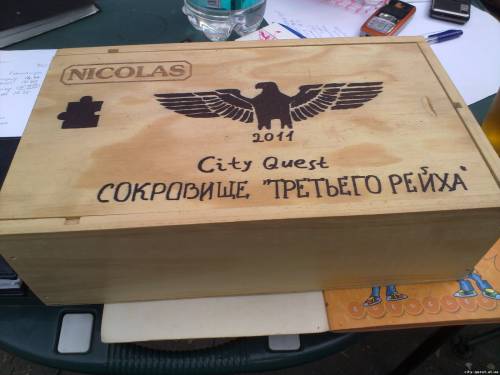 NICOLAS
2011
City Quest
СОКРОВИЩЕ "ТРЕТЬЕГО РЕЙХА"